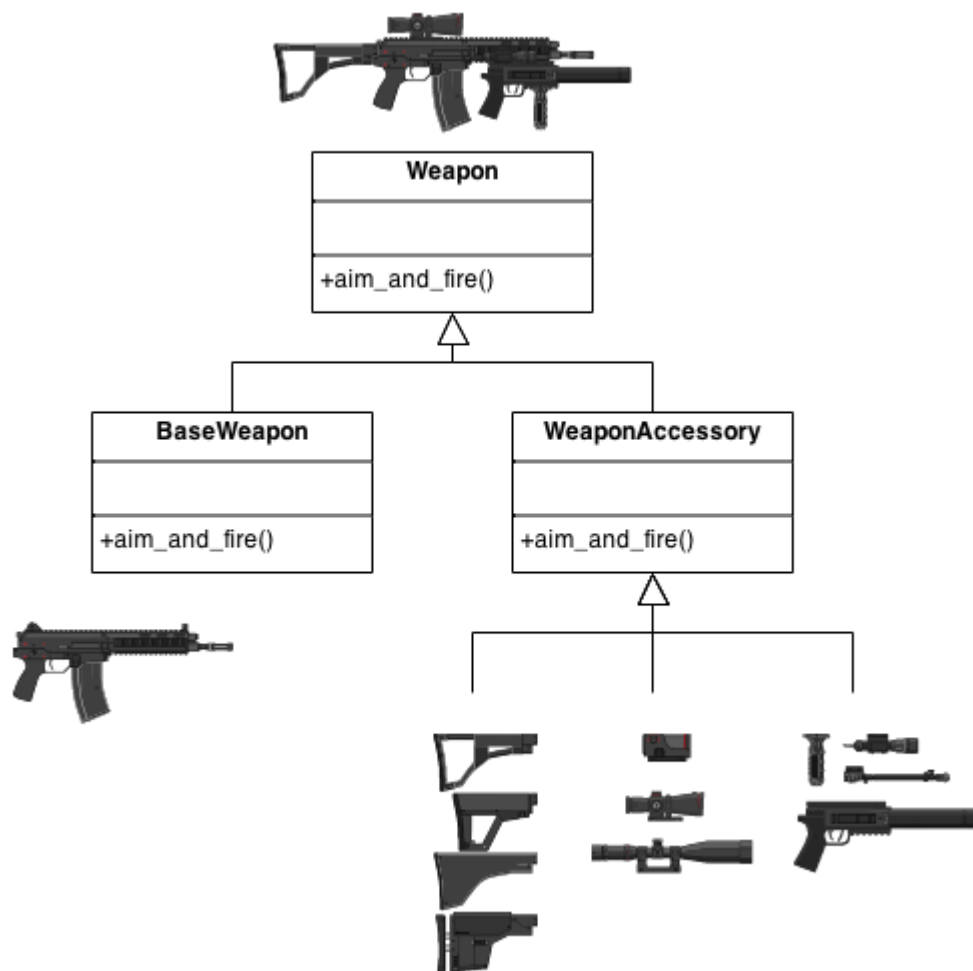 Weapon
+aim_and_fire()
BaseWeapon
WeaponAccessory
+aim_and_fire()
+aim_and_fire()